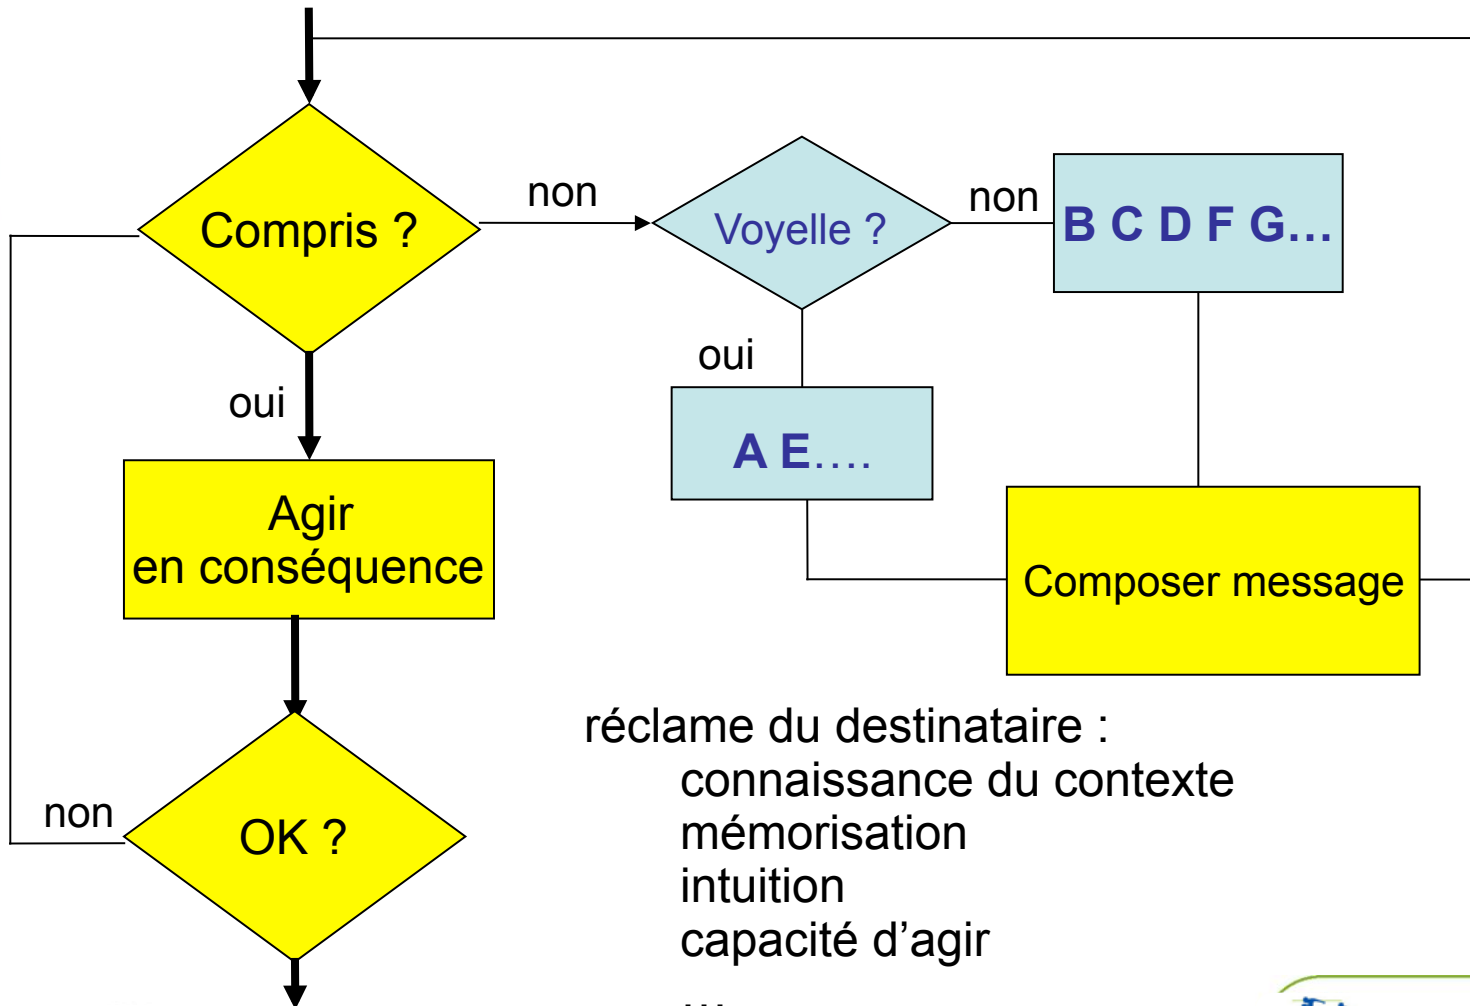 non
Compris ?
Voyelle ?
non
B C D F G...
oui
oui
A E....
Agir
en conséquence
Composer message
réclame du destinataire :
connaissance du contexte
non
OK ?
mémorisation
intuition
capacité d’agir
...